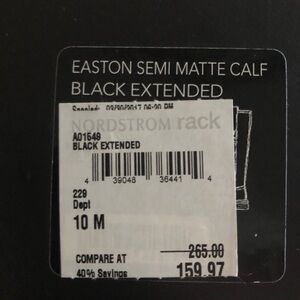 EASTON SEMI MATTE CALF
BLACK EXTENDED
NORDSTROM rack
A01549
BLACK EXTENDED
4 39048 36441 4
229
Dept
10 M
COMPARE AT 265.00
40% Savings 159.97